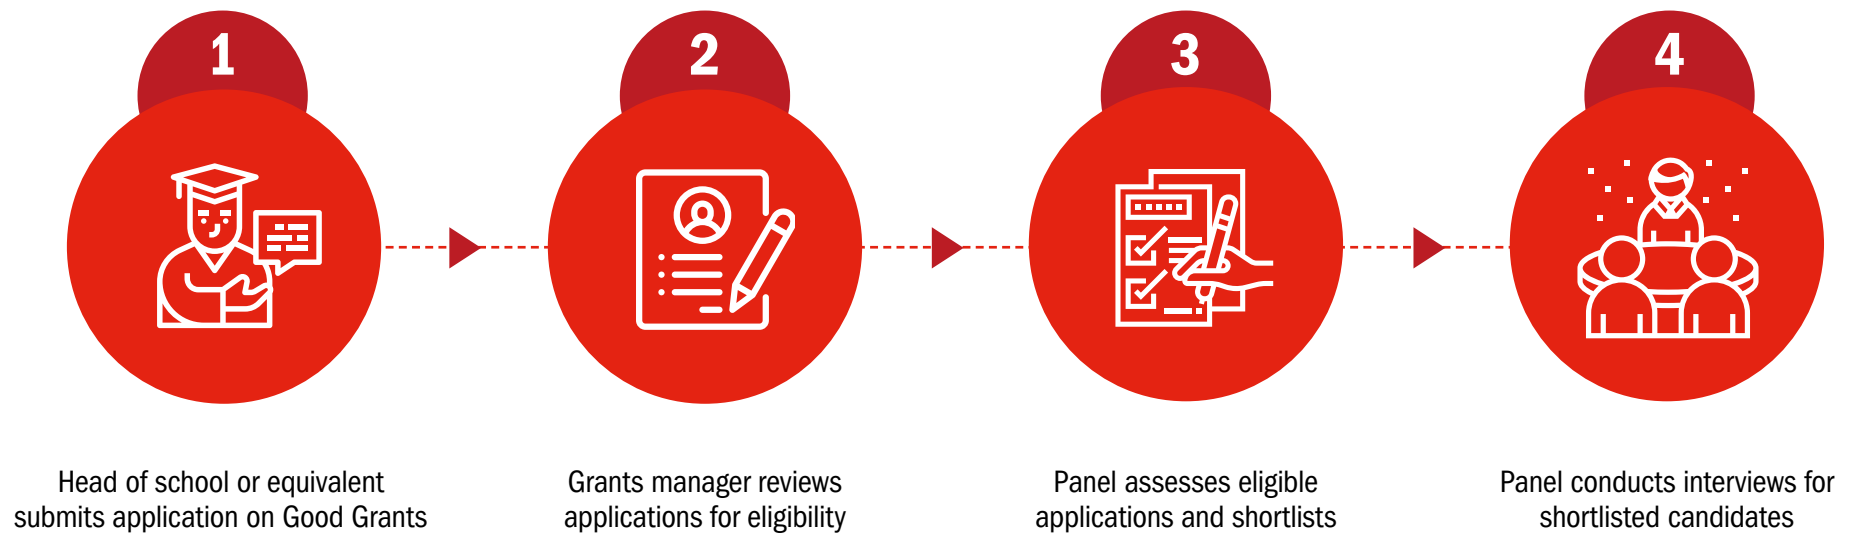 1
Head of school or equivalent
submits application on Good Grants
2
Grants manager reviews
applications for eligibility
3
Panel assesses eligible
applications and shortlists
4
Panel conducts interviews for
shortlisted candidates